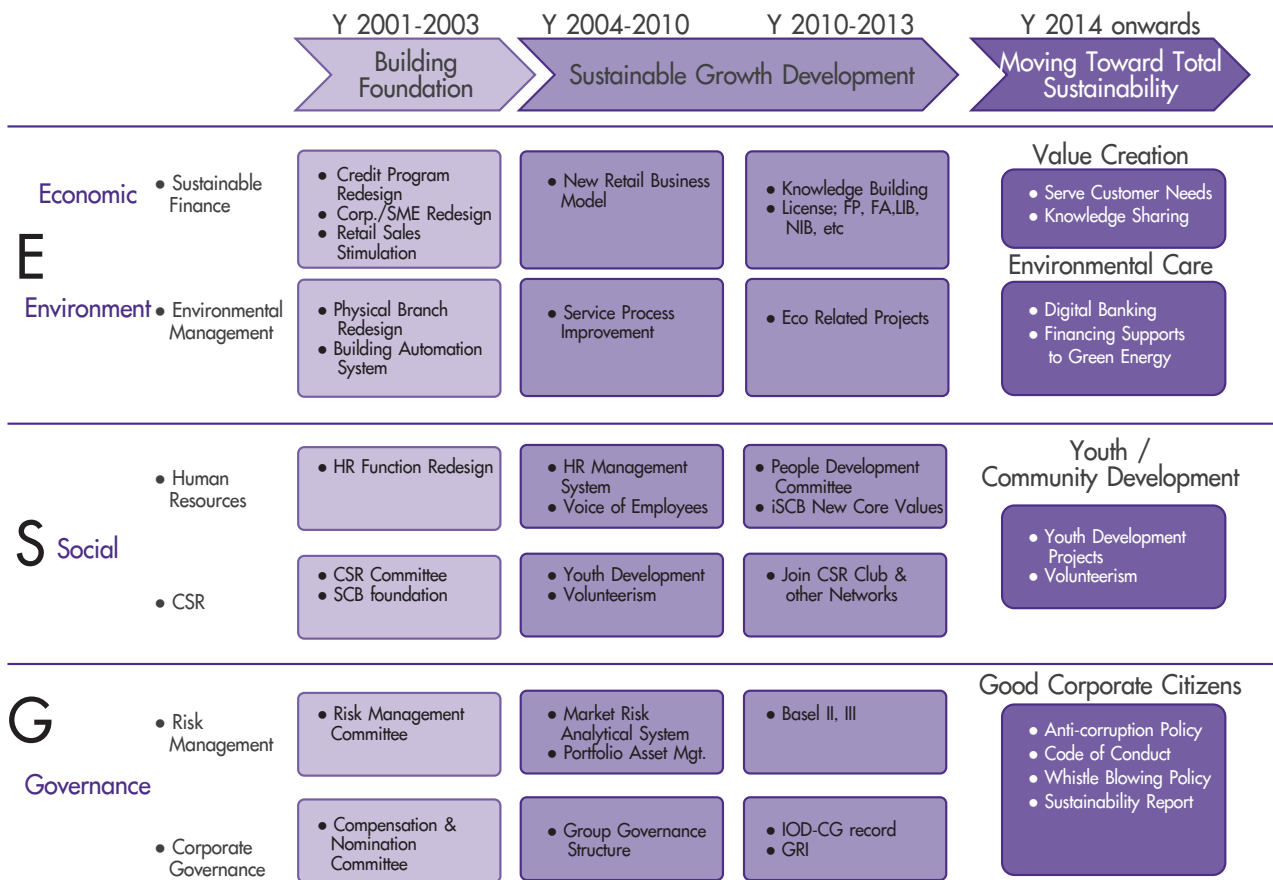 Y 2001-2003
Y 2004-2010
Y 2010-2013
Y 2014 onwards
Building
Foundation
Sustainable Growth Development
Moving Toward Total
Sustainability
E
Economic
● Sustainable
Finance
● Credit Program
Redesign
● Corp./SME Redesign
● Retail Sales
Stimulation
● New Retail Business
Model
● Knowledge Building
● License; FP, FA,LIB,
NIB, etc
Value Creation
● Serve Customer Needs
● Knowledge Sharing
Environment
● Environmental
Management
● Physical Branch
Redesign
● Building Automation
System
● Service Process
Improvement
● Eco Related Projects
Environmental Care
● Digital Banking
● Financing Supports
to Green Energy
S Social
● Human
Resources
● HR Function Redesign
● HR Management
System
● Voice of Employees
● People Development
Committee
● iSCB New Core Values
Youth /
Community Development
● Youth Development
Projects
● Volunteerism
● CSR
● CSR Committee
● SCB foundation
● Youth Development
● Volunteerism
● Join CSR Club &
other Networks
G
Governance
● Risk
Management
● Risk Management
Committee
● Market Risk
Analytical System
● Portfolio Asset Mgt.
● Basel II, III
Good Corporate Citizens
● Anti-corruption Policy
● Code of Conduct
● Whistle Blowing Policy
● Sustainability Report
● Corporate
Governance
● Compensation &
Nomination
Committee
● Group Governance
Structure
● IOD-CG record
● GRI